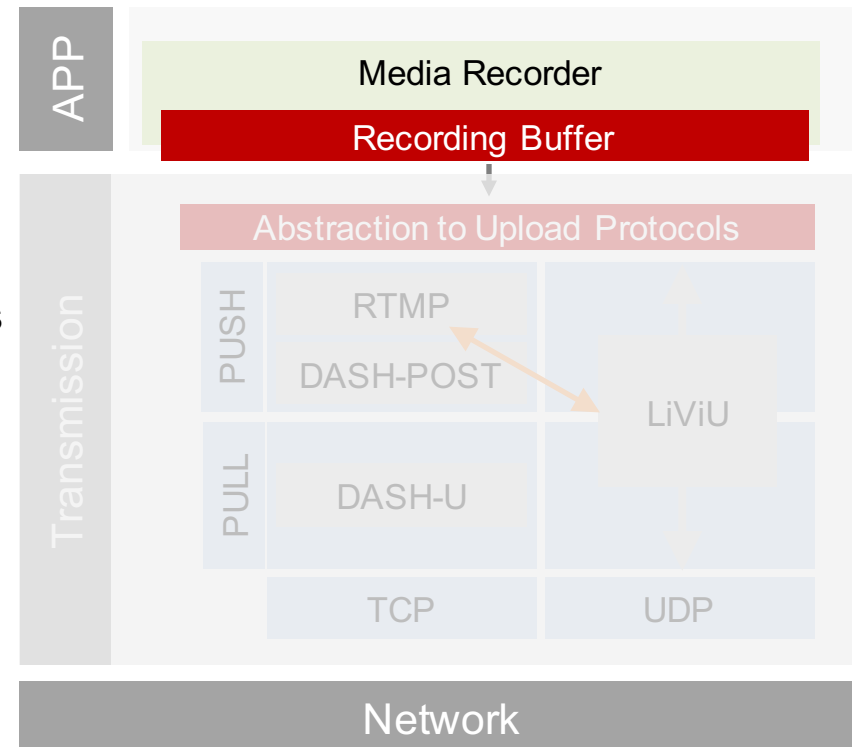 APP
Media Recorder
Recording Buffer
Abstraction to Upload Protocols
s
Transmission
PUSH
RTMP
DASH-POST
LiViU
PULL
DASH-U
TCP
UDP
Network